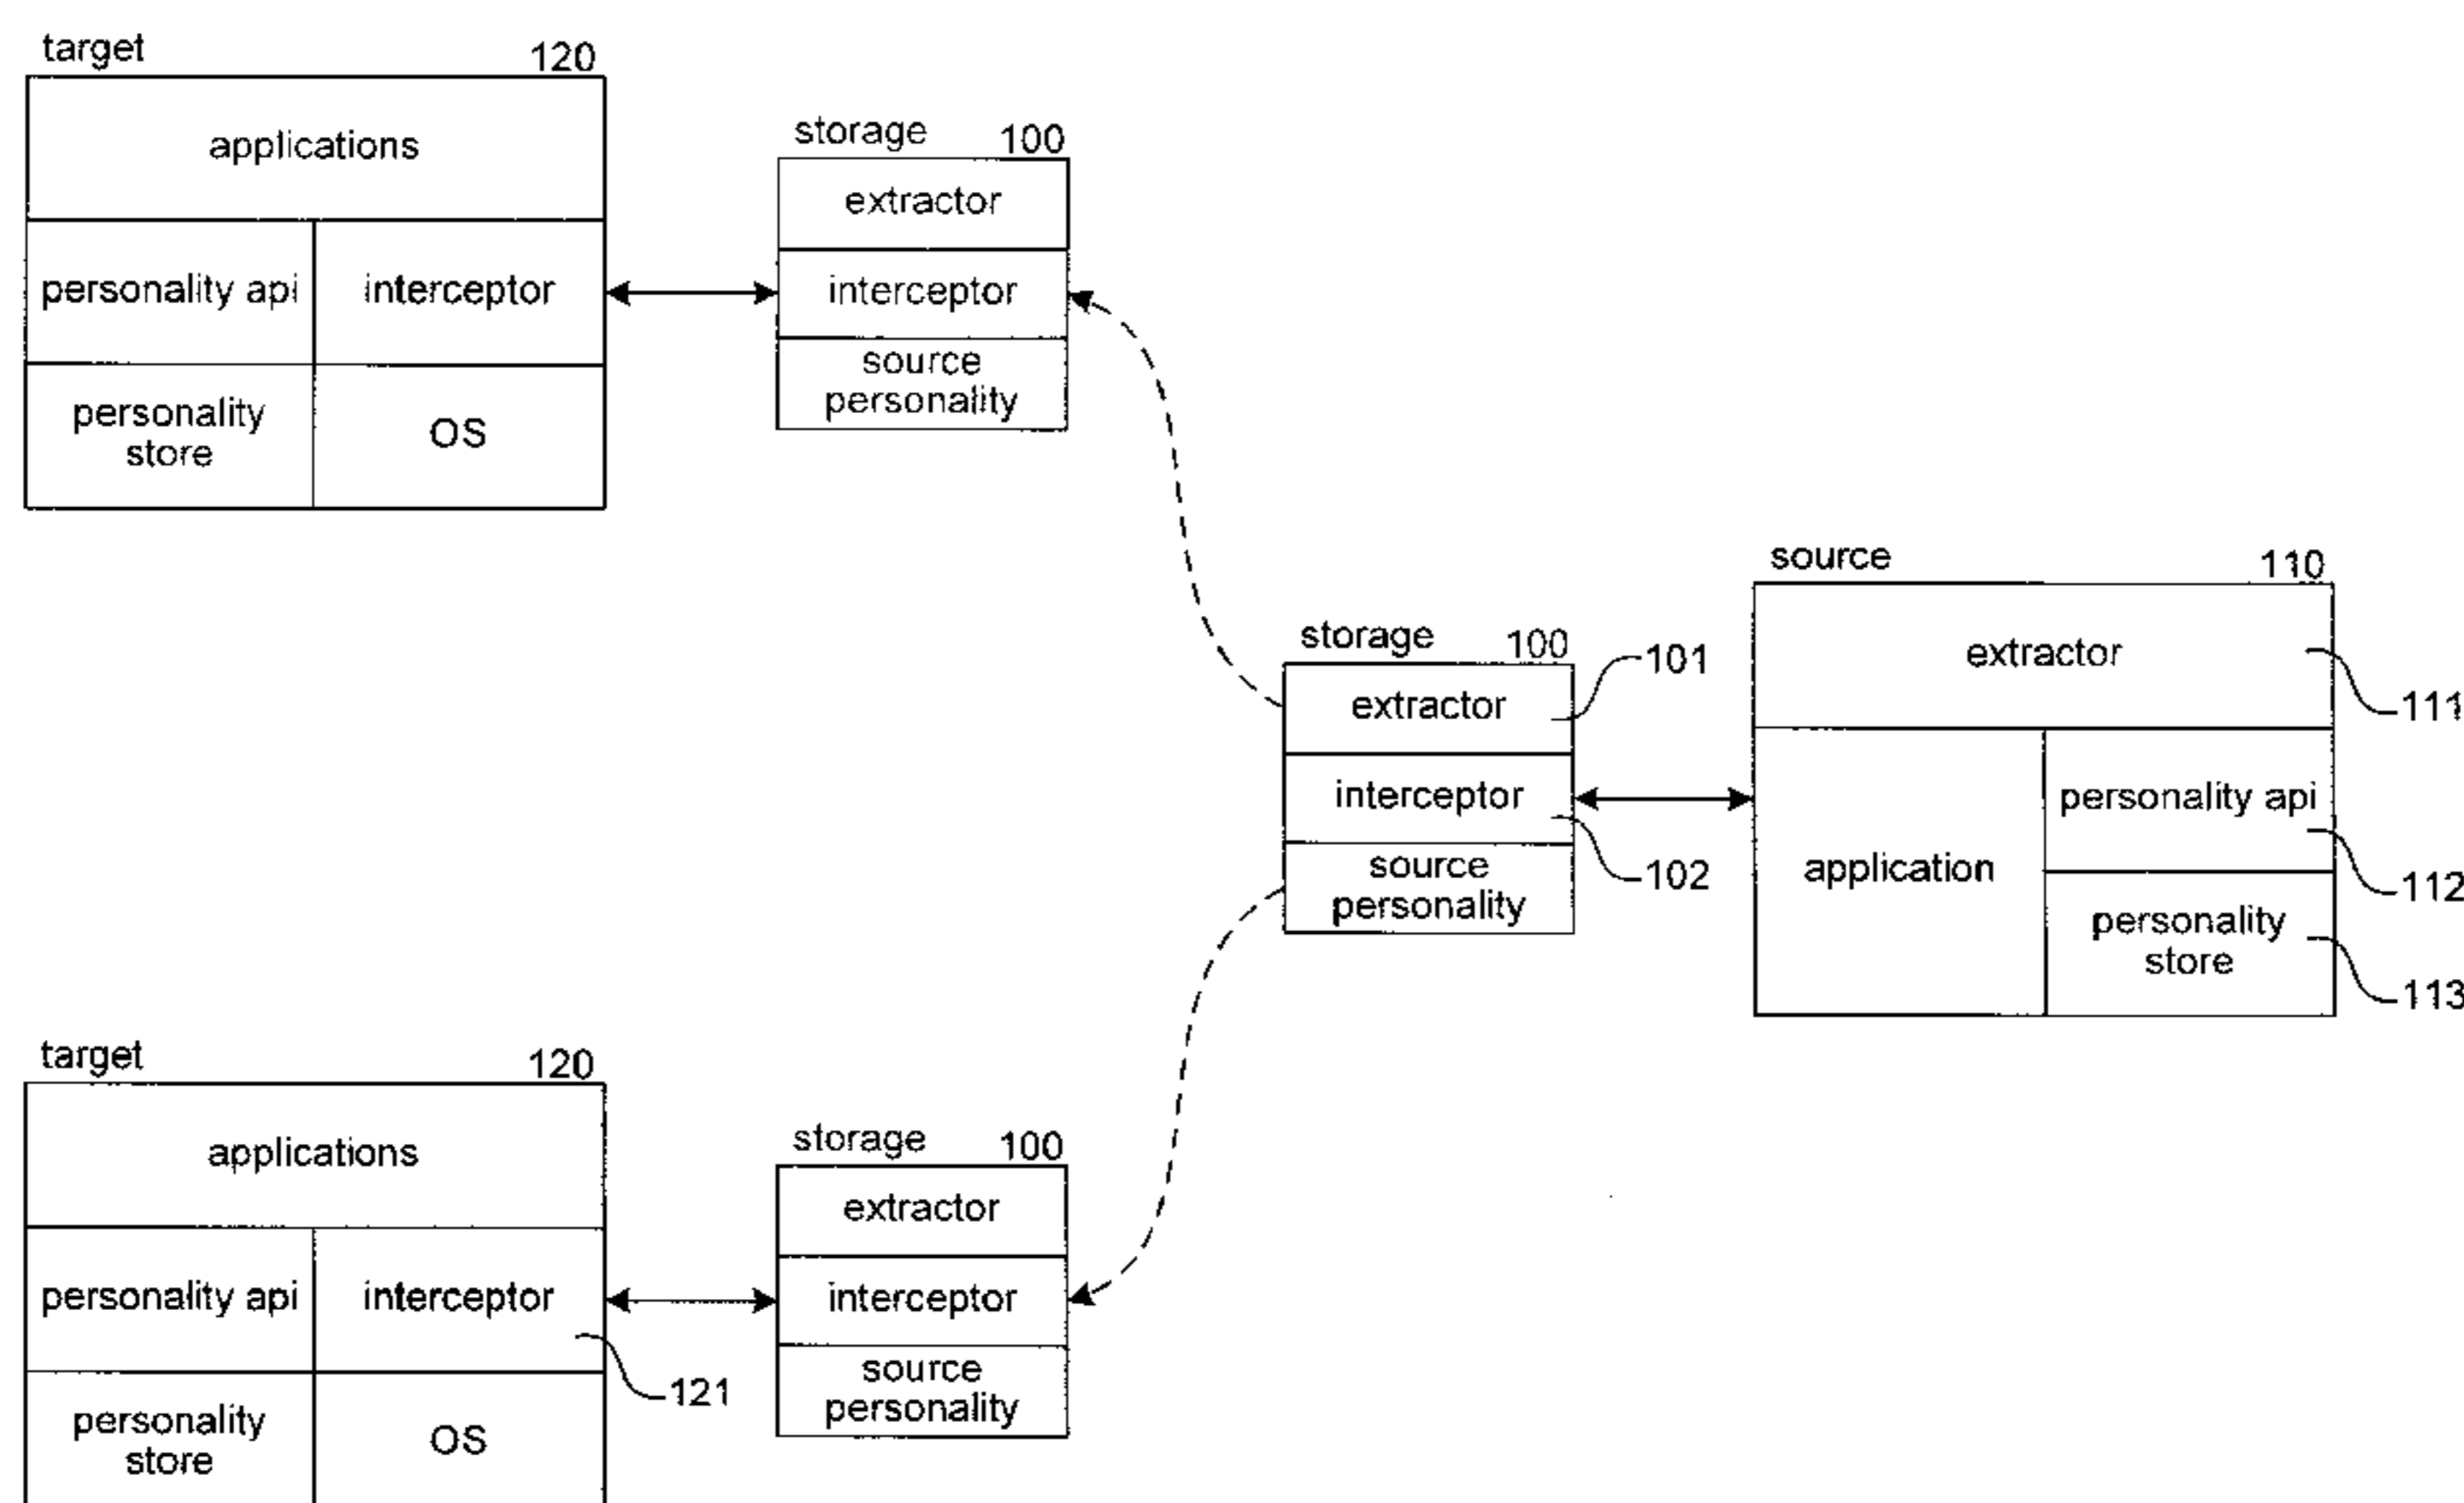 target 120
applications
personality api interceptor
personality
store
OS
storage 100
extractor
interceptor
source
personality
storage 100
extractor
interceptor
source
personality
101
102
source 110
extractor
application
personality api
personality
store
111
112
113
target 120
applications
personality api interceptor
personality
store
OS
121
storage 100
extractor
interceptor
source
personality